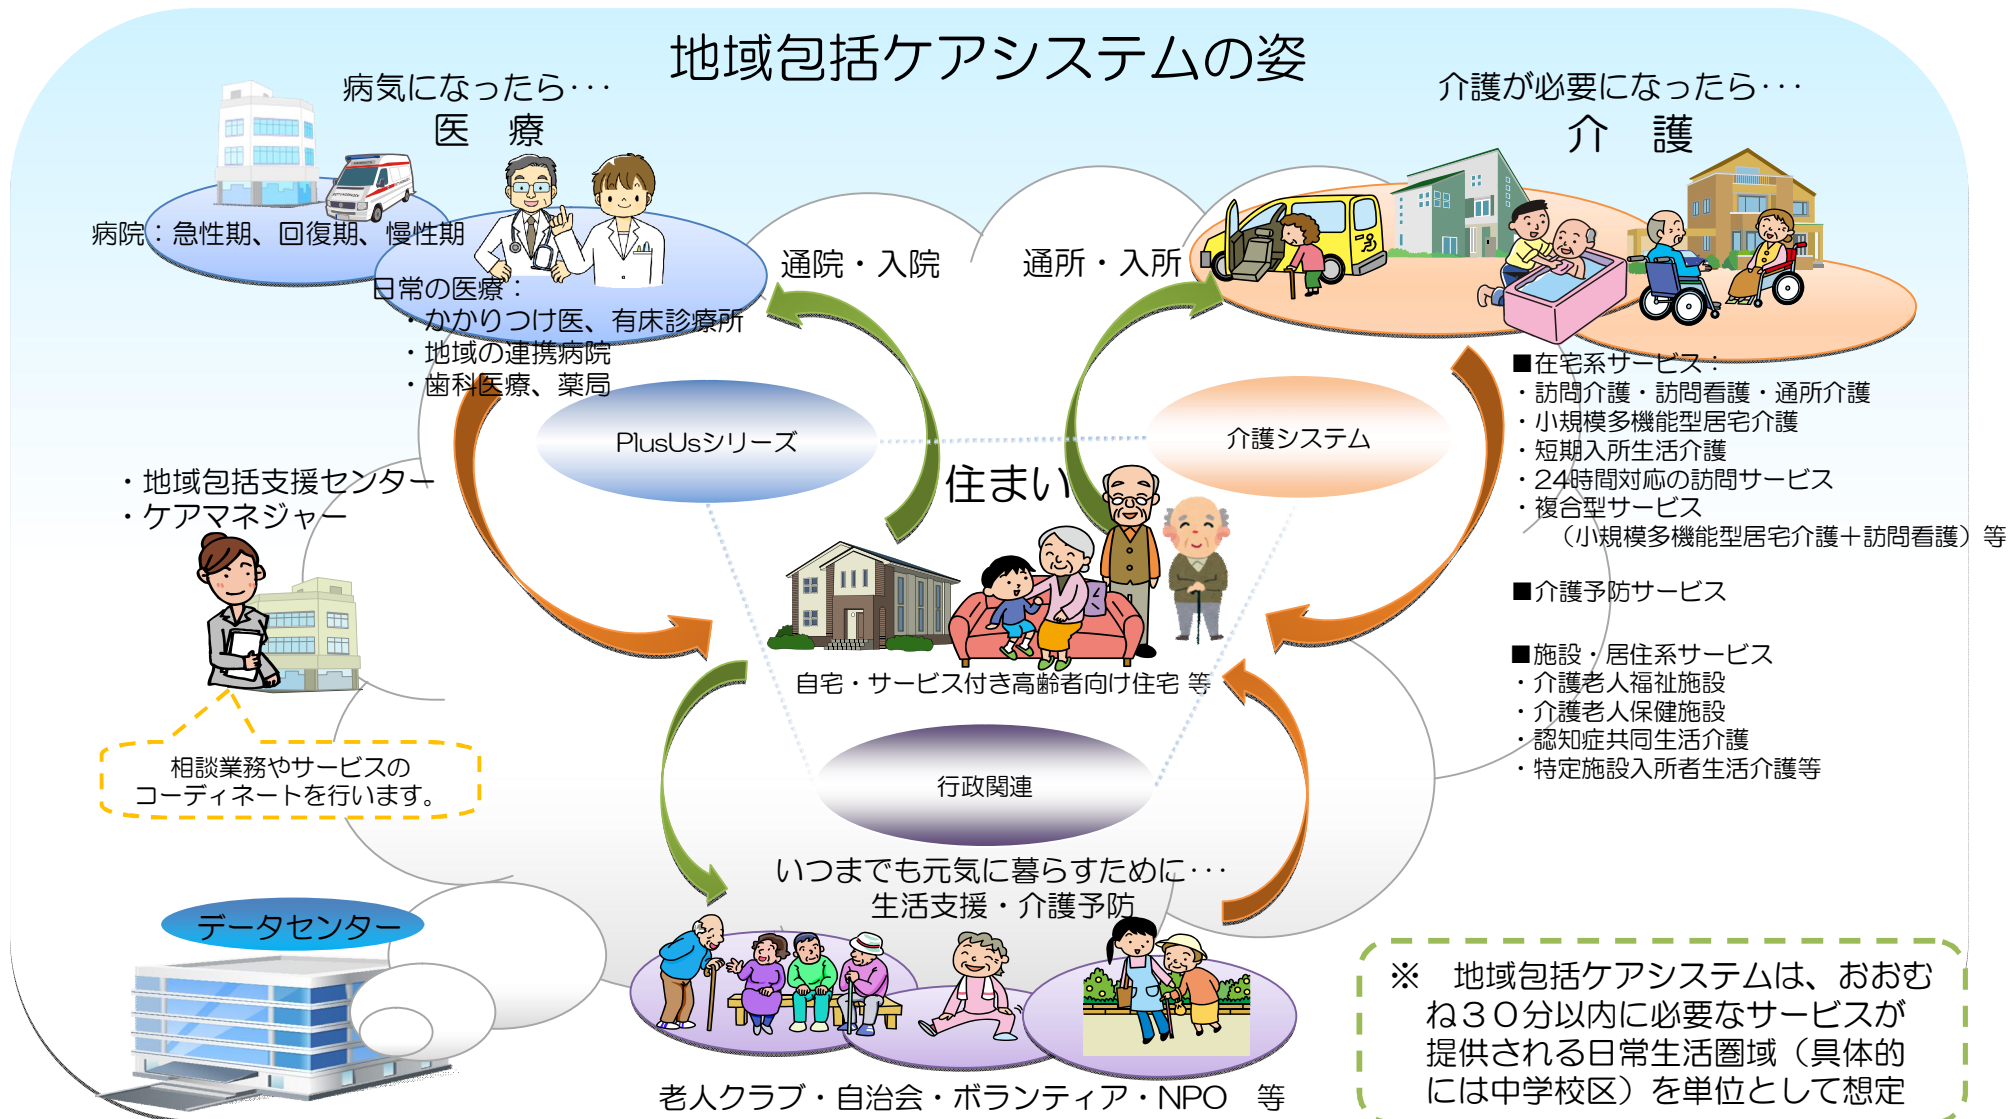 地域包括ケアシステムの姿
病気になったら･･･
医　療
介護が必要になったら･･･
介　護
病院：急性期、回復期、慢性期
日常の医療：
・かかりつけ医、有床診療所
・地域の連携病院
・歯科医療、薬局
通院・入院
通所・入所
PlusUsシリーズ
介護システム
住まい
■在宅系サービス：
・訪問介護・訪問看護・通所介護
・小規模多機能型居宅介護
・短期入所生活介護
・24時間対応の訪問サービス
・複合型サービス
（小規模多機能型居宅介護＋訪問看護）等
■介護予防サービス
■施設・居住系サービス
・介護老人福祉施設
・介護老人保健施設
・認知症共同生活介護
・特定施設入所者生活介護等
・地域包括支援センター
・ケアマネジャー
相談業務やサービスの
コーディネートを行います。
自宅・サービス付き高齢者向け住宅 等
行政関連
いつまでも元気に暮らすために･･･
生活支援・介護予防
データセンター
老人クラブ・自治会・ボランティア・NPO　等
※　地域包括ケアシステムは、おおむ
ね３０分以内に必要なサービスが
提供される日常生活圏域（具体的
には中学校区）を単位として想定